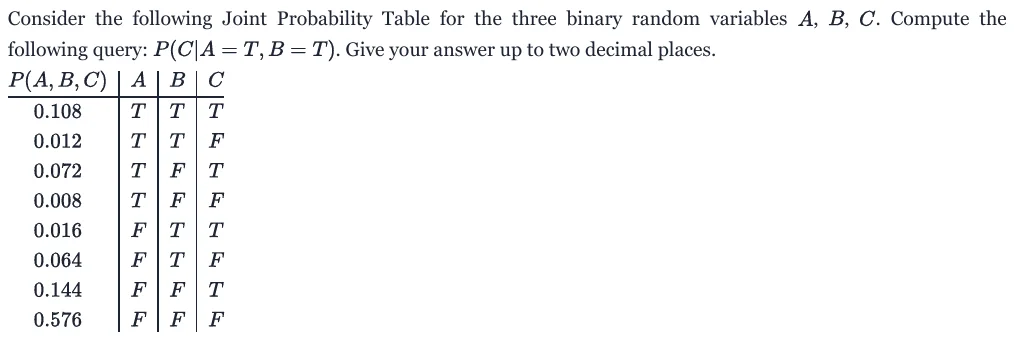 Consider the following Joint Probability Table for the three binary random variables A, B, C. Compute the
following query: P(C|A = T, B = T). Give your answer up to two decimal places.
P(A, B, C) | A | B | C
0.108 T T T
0.012 T T F
0.072 T F T
0.008 T F F
0.016 F T T
0.064 F T F
0.144 F F T
0.576 F F F